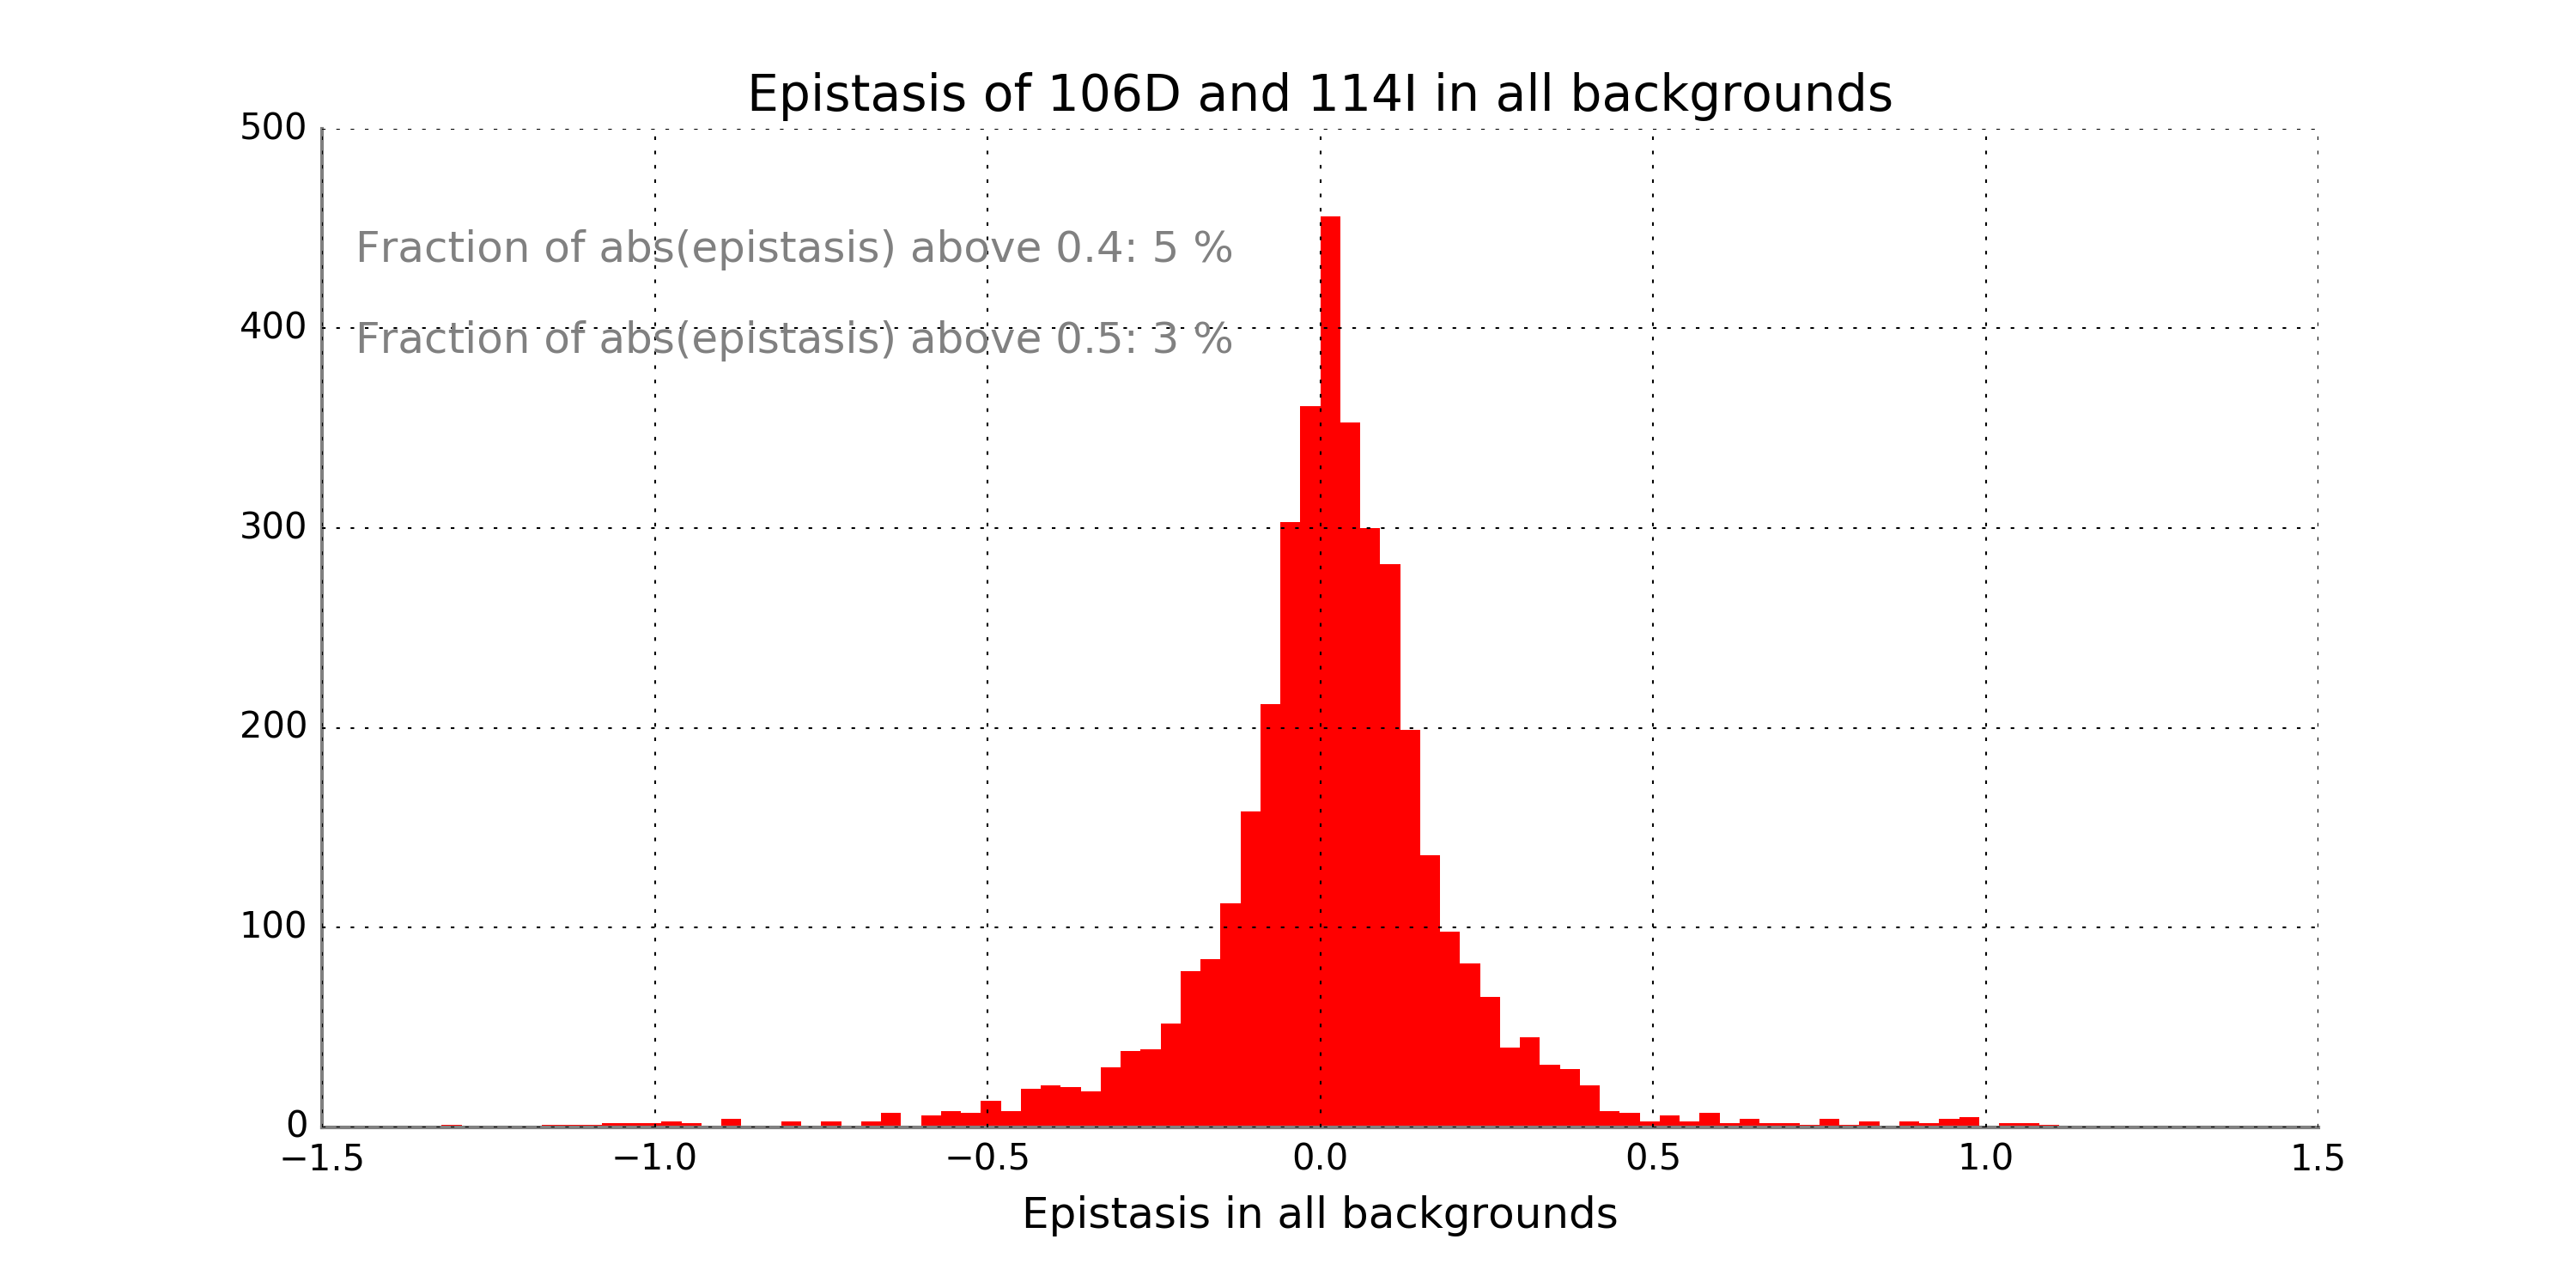 Epistasis of 106D and 114I in all backgrounds
500
Fraction of abs(epistasis) above 0.4: 5 %
400
Fraction of abs(epistasis) above 0.5: 3 %
300
200
100
0
−1.5 −1.0 −0.5 0.0 0.5 1.0 1.5
Epistasis in all backgrounds